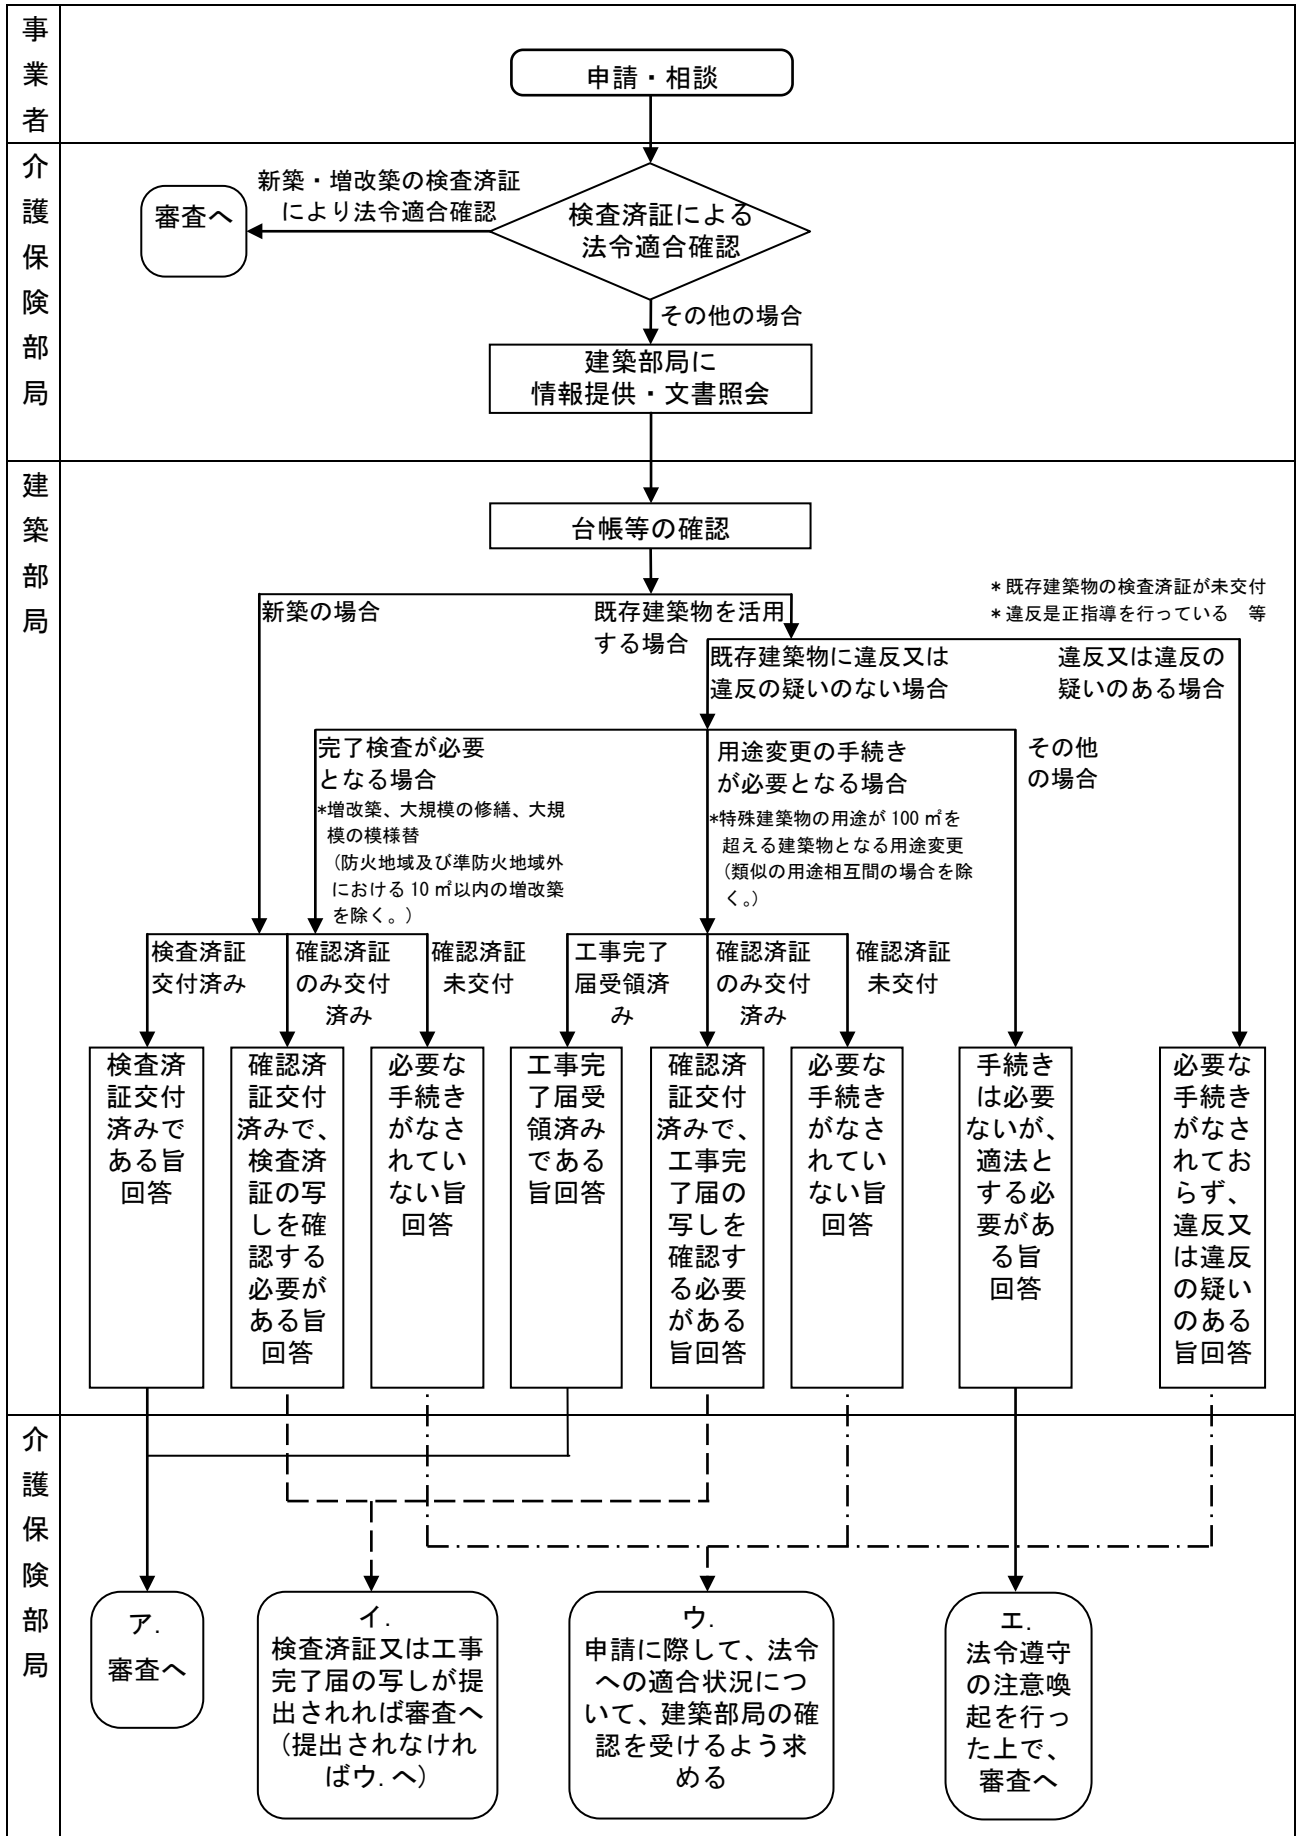 事
業
者
申請・相談
介
護
保
険
部
局
新築・増改築の検査済証
により法令適合確認
審査へ
検査済証による
法令適合確認
その他の場合
建築部局に
情報提供・文書照会
建
築
部
局
台帳等の確認
＊既存建築物の検査済証が未交付
＊違反是正指導を行っている　等
新築の場合
既存建築物を活用
する場合
既存建築物に違反又は
違反の疑いのない場合
違反又は違反の
疑いのある場合
完了検査が必要
となる場合
*増改築、大規模の修繕、大規
模の模様替
（防火地域及び準防火地域外
における 10 ㎡以内の増改築
を除く。）
用途変更の手続き
が必要となる場合
*特殊建築物の用途が 100 ㎡を
超える建築物となる用途変更
（類似の用途相互間の場合を除
く。）
その他
の場合
検査済証
交付済み
確認済証
のみ交付
済み
確認済証
未交付
工事完了
届受領済
み
確認済証
のみ交付
済み
確認済証
未交付
検査済
証交付
済みで
ある旨
回答
確認済
証交付
済みで、
検査済
証の写
しを確
認する
必要が
ある旨
回答
必要な
手続き
がなさ
れてい
ない旨
回答
工事完
了届受
領済み
である
旨回答
確認済
証交付
済みで、
工事完
了届の
写しを
確認す
る必要
がある
旨回答
必要な
手続き
がなさ
れてい
ない旨
回答
手続き
は必要
ないが、
適法と
する必
要があ
る旨
回答
必要な
手続き
がなさ
れてお
らず、
違反又
は違反
の疑い
のある
旨回答
介
護
保
険
部
局
ア.
審査へ
イ.
検査済証又は工事
完了届の写しが提
出されれば審査へ
（提出されなけれ
ばウ.へ）
ウ.
申請に際して、法令
への適合状況につ
いて、建築部局の確
認を受けるよう求
める
エ.
法令遵守
の注意喚
起を行っ
た上で、
審査へ